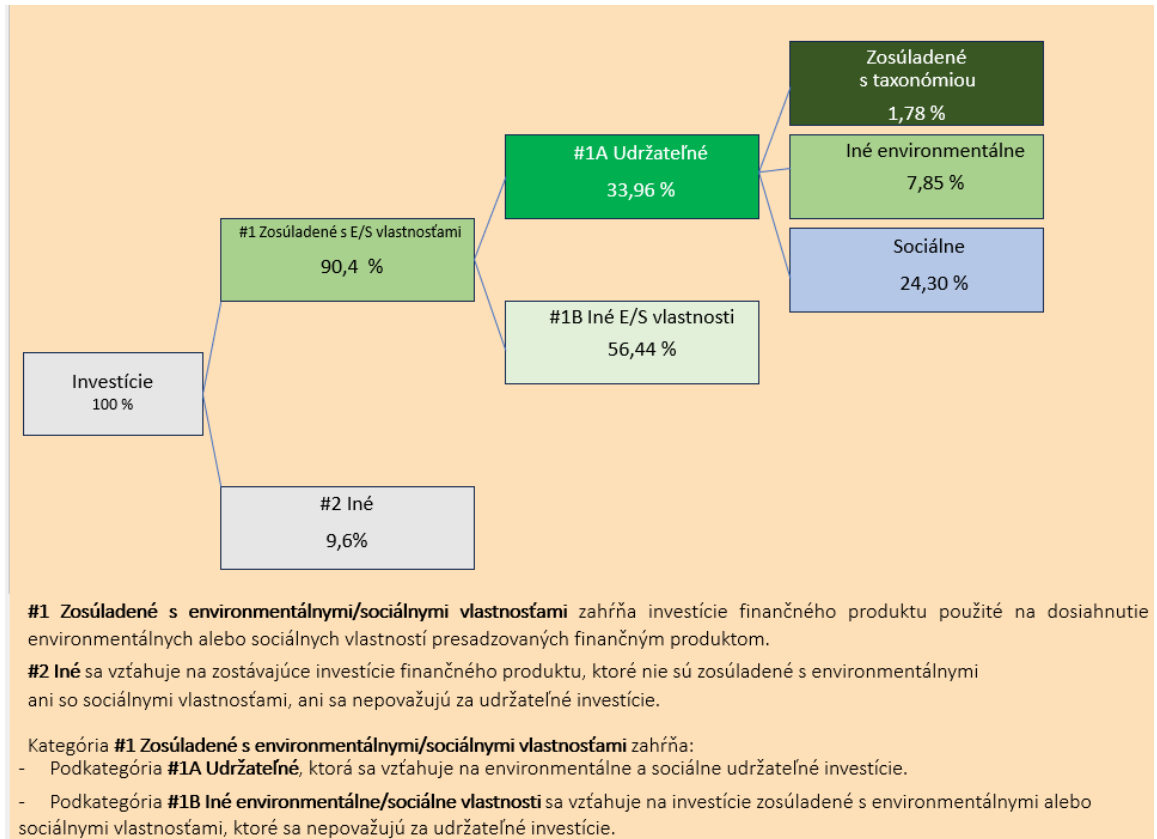 Zosúladené
s taxonómiou
1,78 %
#1A Udržateľné
33,96 %
Iné environmentálne
7,85 %
#1 Zosúladené s E/S vlastnosťami
90,4 %
Sociálne
24,30 %
#1B Iné E/S vlastnosti
56,44 %
Investície
100 %
#2 Iné
9,6%
#1 Zosúladené s environmentálnymi/sociálnymi vlastnosťami zahŕňa investície finančného produktu použité na dosiahnutie
environmentálnych alebo sociálnych vlastností presadzovaných finančným produktom.
#2 Iné sa vzťahuje na zostávajúce investície finančného produktu, ktoré nie sú zosúladené s environmentálnymi
ani so sociálnymi vlastnosťami, ani sa nepovažujú za udržateľné investície.
Kategória #1 Zosúladené s environmentálnymi/sociálnymi vlastnosťami zahŕňa:
- Podkategória #1A Udržateľné, ktorá sa vzťahuje na environmentálne a sociálne udržateľné investície.
- Podkategória #1B Iné environmentálne/sociálne vlastnosti sa vzťahuje na investície zosúladené s environmentálnymi alebo
sociálnymi vlastnosťami, ktoré sa nepovažujú za udržateľné investície.